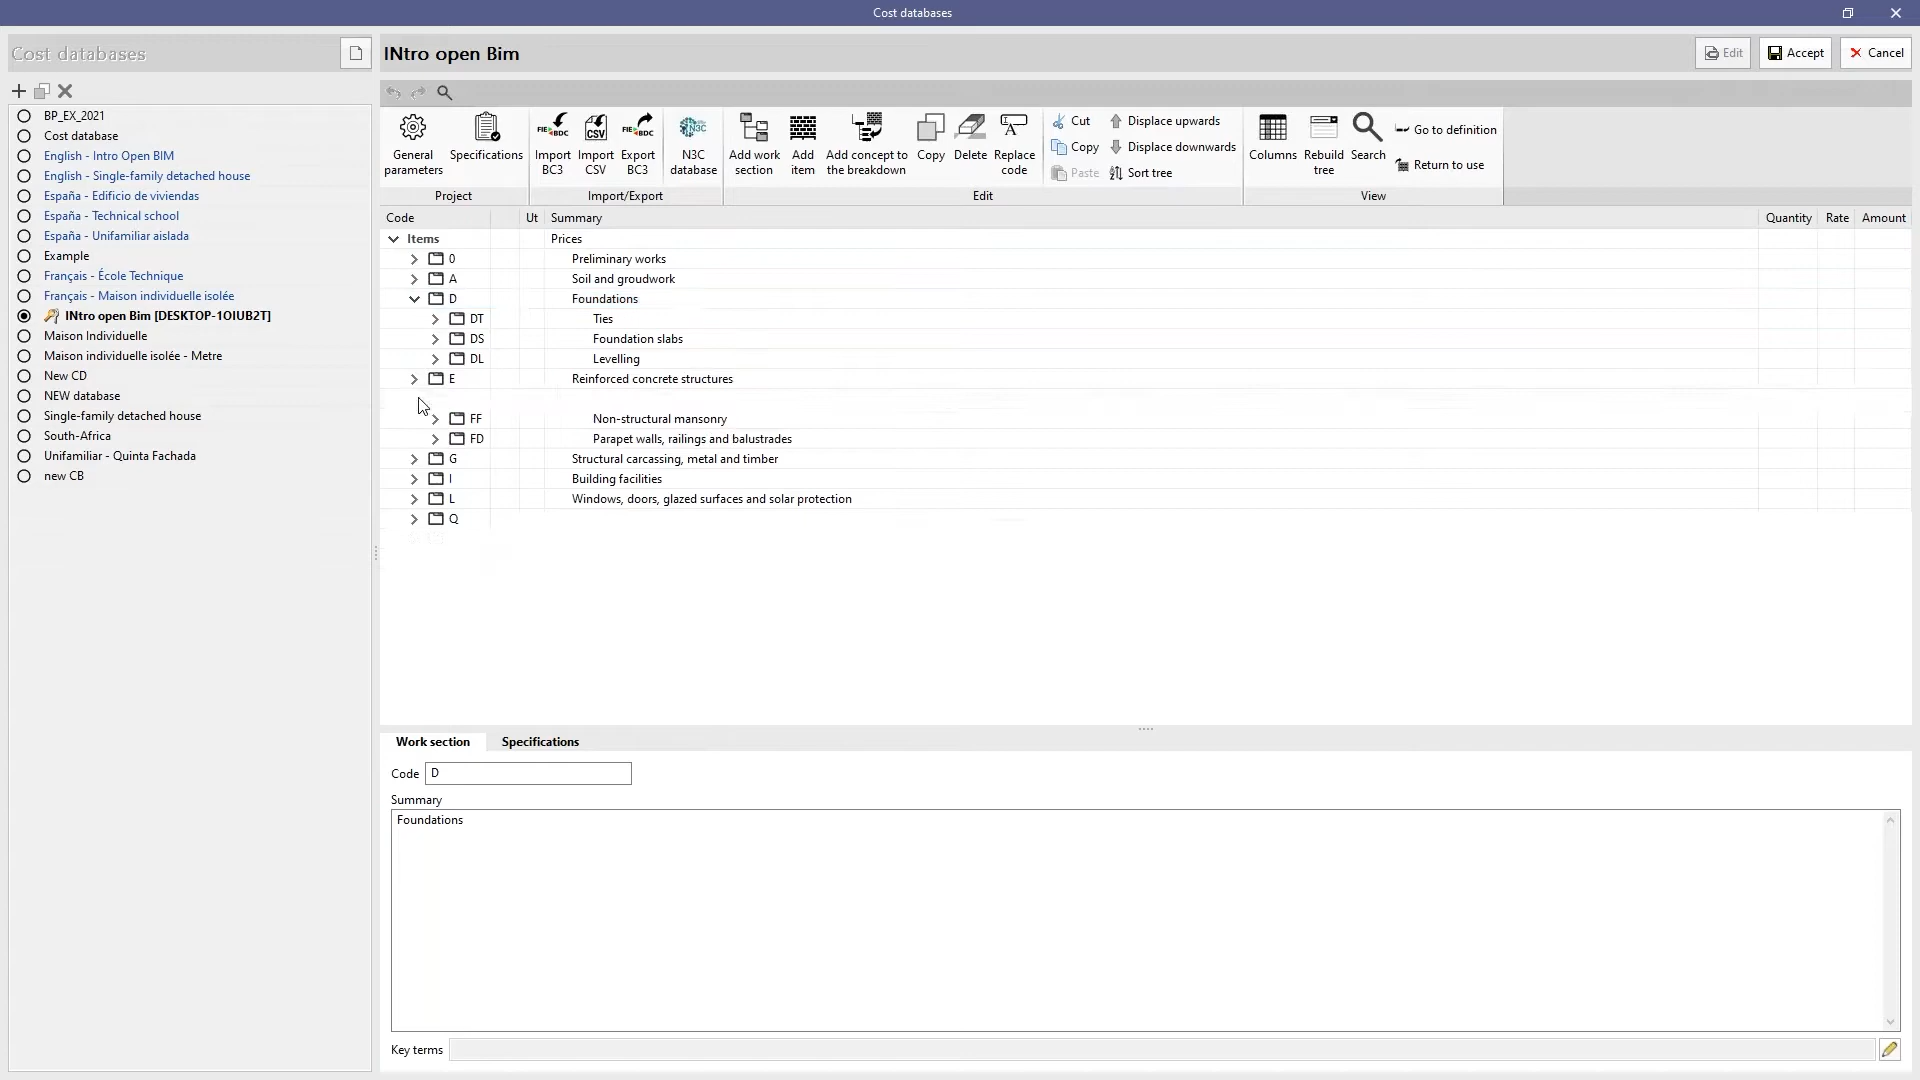 Cost databases
Cost databases
INtro open Bim
Edit
Accept
Cancel
BP_EX_2021
Cost database
English - Intro Open BIM
English - Single-family detached house
España - Edificio de viviendas
España - Technical school
España - Unifamiliar aislada
Example
Français - École Technique
Français - Maison individuelle isolée
INtro open Bim [DESKTOP-1OIUB2T]
Maison Individuelle
Maison individuelle isolée - Metre
New CD
NEW database
Single-family detached house
South-Africa
Unifamiliar - Quinta Fachada
new CB
General parameters
Specifications
Project
FIE BDC
Import BC3
CSV
Import CSV
FIE BDC
Export BC3
Import/Export
N3C
N3C database
Add work section
Add item
Add concept to the breakdown
Copy
Delete
A
Replace code
Cut
Copy
Paste
Displace upwards
Displace downwards
Sort tree
Edit
Columns
Rebuild tree
Search
Go to definition
Return to use
View
Code Ut Summary Quantity Rate Amount
Items Prices
0 Preliminary works
A Soil and groudwork
D Foundations
DT Ties
DS Foundation slabs
DL Levelling
E Reinforced concrete structures
FF Non-structural mansonry
FD Parapet walls, railings and balustrades
G Structural carcassing, metal and timber
I Building facilities
L Windows, doors, glazed surfaces and solar protection
Q
Work section
Specifications
Code D
Summary
Foundations
Key terms